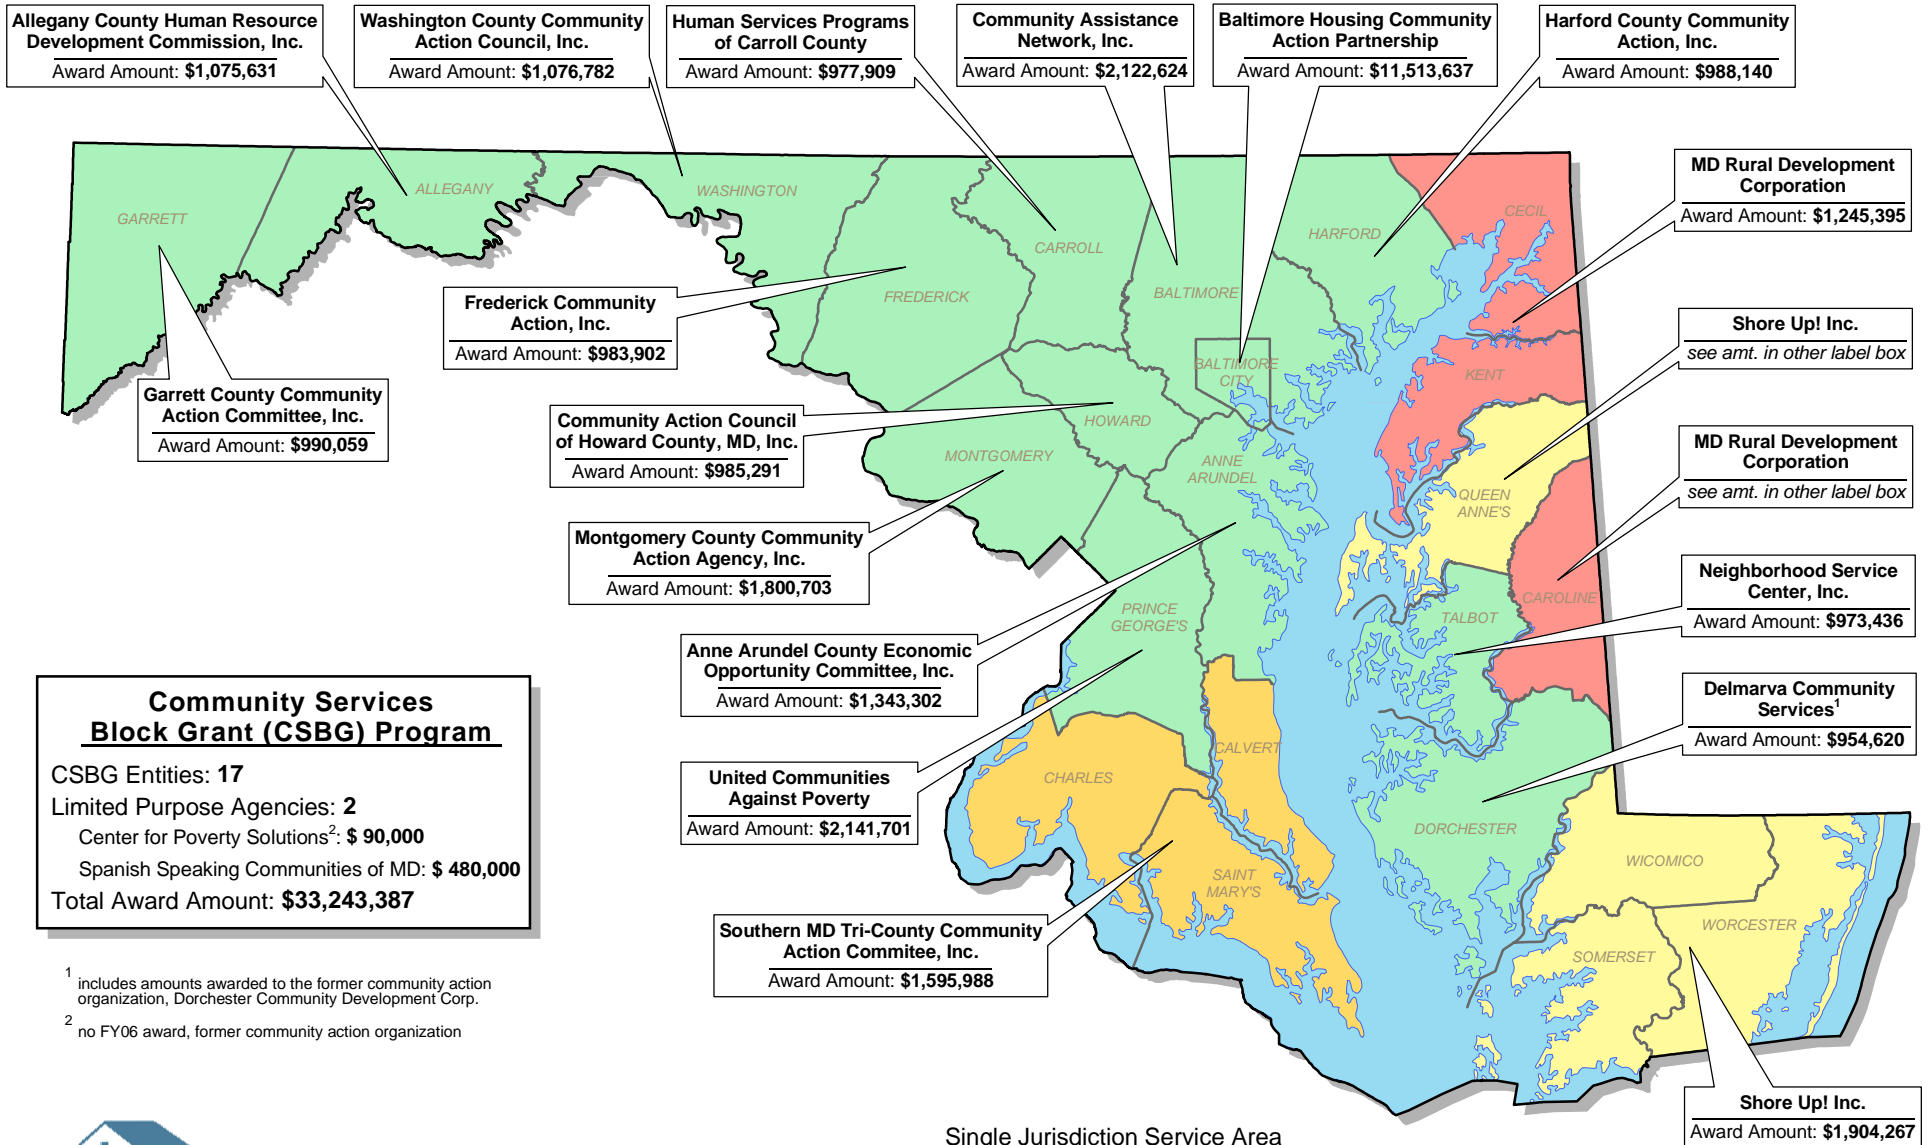 Allegany County Human Resource
Development Commission, Inc.
Award Amount: $1,075,631
Washington County Community
Action Council, Inc.
Award Amount: $1,076,782
Human Services Programs
of Carroll County
Award Amount: $977,909
Community Assistance
Network, Inc.
Award Amount: $2,122,624
Baltimore Housing Community
Action Partnership
Award Amount: $11,513,637
Harford County Community
Action, Inc.
Award Amount: $988,140
MD Rural Development
Corporation
Award Amount: $1,245,395
Shore Up! Inc.
see amt. in other label box
MD Rural Development
Corporation
see amt. in other label box
Neighborhood Service
Center, Inc.
Award Amount: $973,436
Delmarva Community
Services1
Award Amount: $954,620
Shore Up! Inc.
Award Amount: $1,904,267
Frederick Community
Action, Inc.
Award Amount: $983,902
Garrett County Community
Action Committee, Inc.
Award Amount: $990,059
Community Action Council
of Howard County, MD, Inc.
Award Amount: $985,291
Montgomery County Community
Action Agency, Inc.
Award Amount: $1,800,703
Anne Arundel County Economic
Opportunity Committee, Inc.
Award Amount: $1,343,302
United Communities
Against Poverty
Award Amount: $2,141,701
Southern MD Tri-County Community
Action Commitee, Inc.
Award Amount: $1,595,988
GARRETT
ALLEGANY
WASHINGTON
FREDERICK
CARROLL
BALTIMORE
BALTIMORE
CITY
HARFORD
CECIL
KENT
QUEEN
ANNE'S
CAROLINE
TALBOT
HOWARD
MONTGOMERY
ANNE
ARUNDEL
PRINCE
GEORGE'S
CALVERT
CHARLES
SAINT
MARY'S
DORCHESTER
WICOMICO
WORCESTER
SOMERSET
Community Services
Block Grant (CSBG) Program
CSBG Entities: 17
Limited Purpose Agencies: 2
Center for Poverty Solutions2: $ 90,000
Spanish Speaking Communities of MD: $ 480,000
Total Award Amount: $33,243,387
1 includes amounts awarded to the former community action
organization, Dorchester Community Development Corp.
2 no FY06 award, former community action organization
Single Jurisdiction Service Area